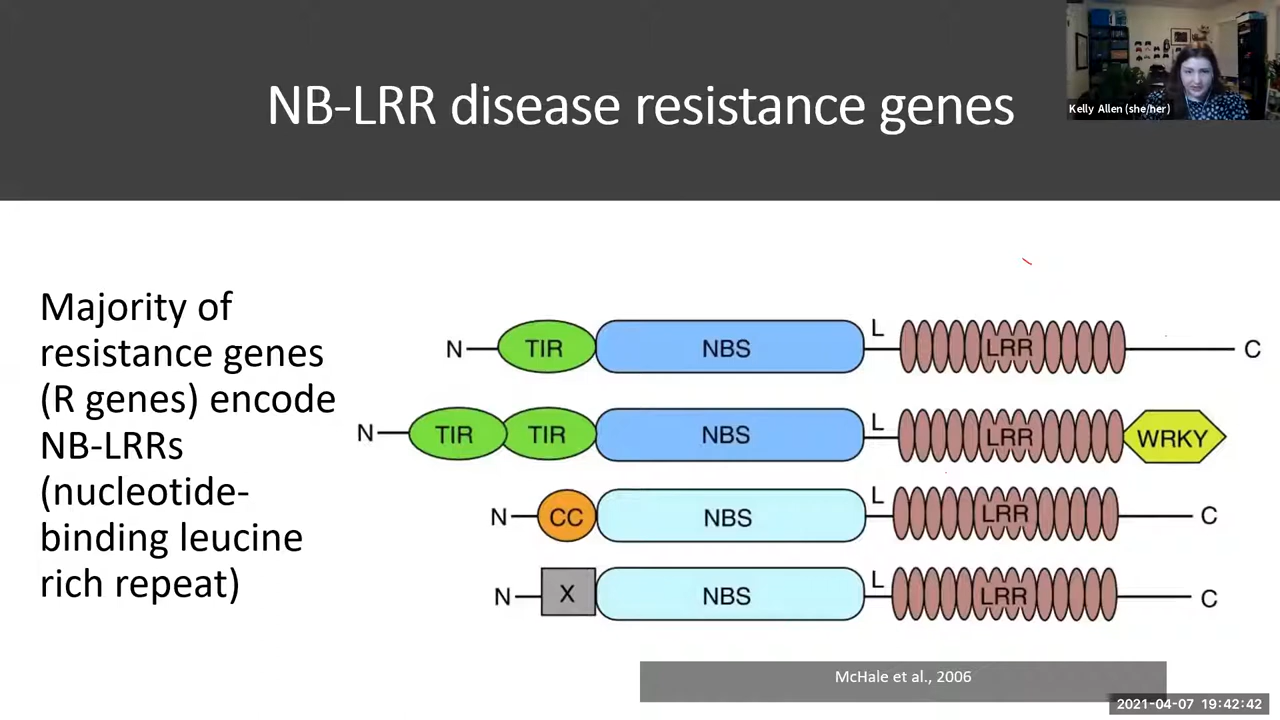 NB-LRR disease resistance genes
Kelly Allen (she/her)
Majority of
resistance genes
(R genes) encode
NB-LRRs
(nucleotide-
binding leucine
rich repeat)
N TIR NBS L LRR C
N TIR TIR NBS L LRR WRKY
N CC NBS L LRR C
N X NBS L LRR C
McHale et al., 2006
2021-04-07 19:42:42